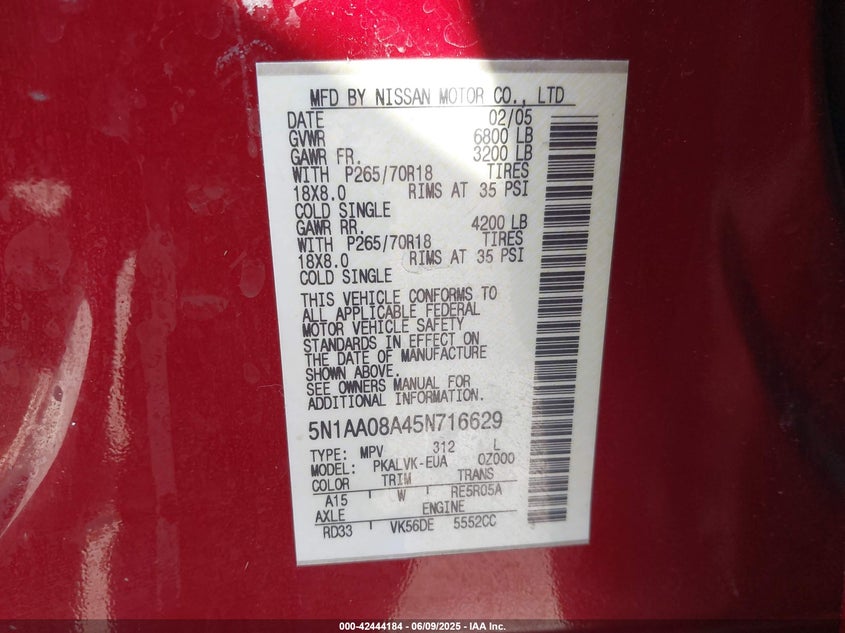 MFD BY NISSAN MOTOR CO., LTD
DATE 02/05
GVWR 6800 LB
GAWR FR. 3200 LB
WITH P265/70R18 TIRES
18X8.0 RIMS AT 35 PSI
COLD SINGLE
GAWR RR. 4200 LB
WITH P265/70R18 TIRES
18X8.0 RIMS AT 35 PSI
COLD SINGLE
THIS VEHICLE CONFORMS TO
ALL APPLICABLE FEDERAL
MOTOR VEHICLE SAFETY
STANDARDS IN EFFECT ON
THE DATE OF MANUFACTURE
SHOWN ABOVE.
SEE OWNERS MANUAL FOR
ADDITIONAL INFORMATION.
5N1AA08A45N716629
TYPE: MPV 312 L
MODEL: PKALVK-EUA 0Z000
COLOR TRIM TRANS
A15 W RE5R05A
AXLE ENGINE
RD33 VK56DE 5552CC
000-42444184 | 06/09/2025 - IAA Inc.